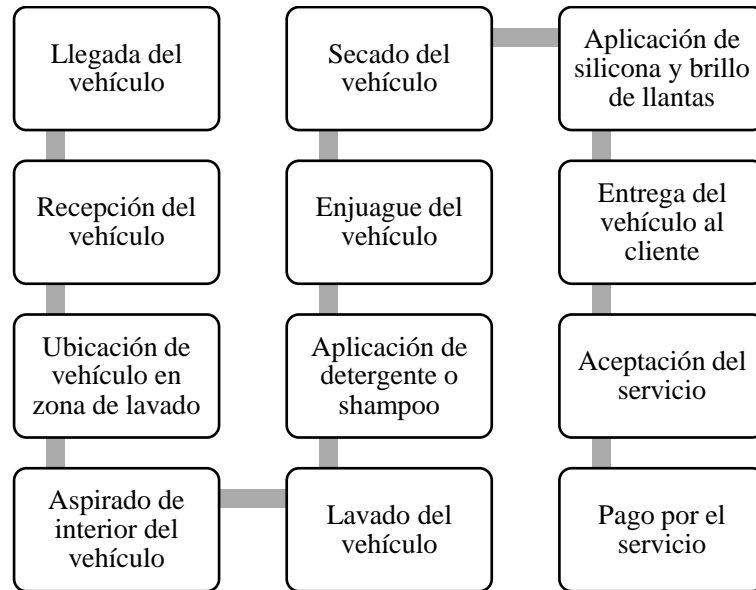 Llegada del
vehículo
Recepción del
vehículo
Ubicación de
vehículo en
zona de lavado
Aspirado de
interior del
vehículo
Lavado del
vehículo
Aplicación de
detergente o
shampoo
Enjuague del
vehículo
Secado del
vehículo
Aplicación de
silicona y brillo
de llantas
Entrega del
vehículo al
cliente
Aceptación del
servicio
Pago por el
servicio